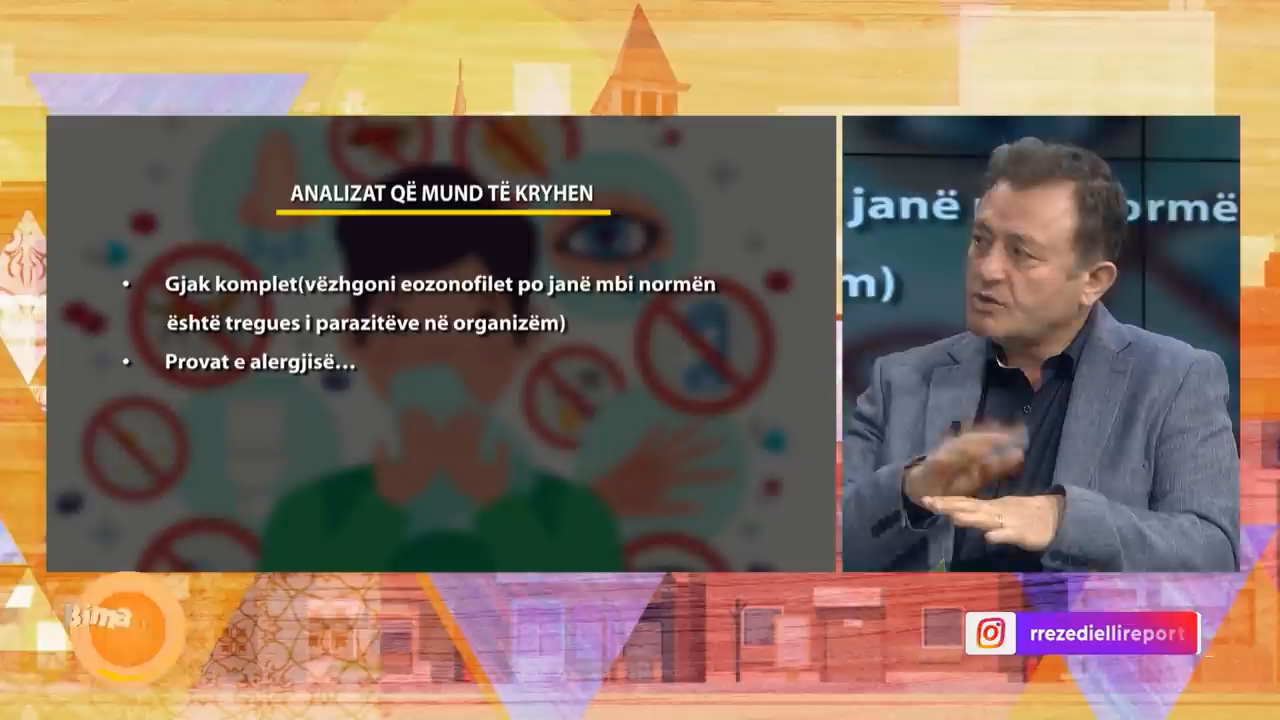 ANALIZAT QË MUND TË KRYHEN
• Gjak komplet(vëzhgoni eozonofilet po janë mbi normën
është tregues i parazitëve në organizëm)
• Provat e alergjisë...
janë
ormë
m)
Bima
rrezediellireport